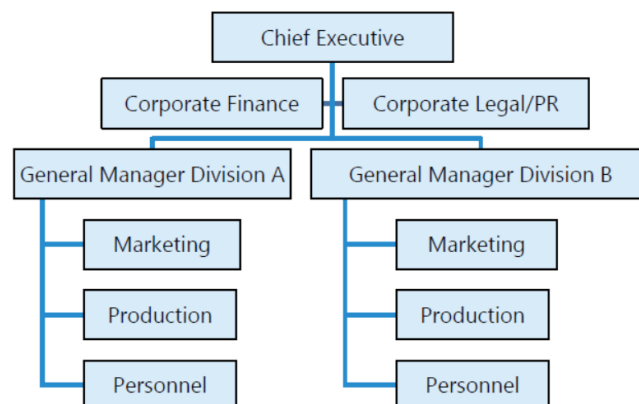 Chief Executive
Corporate Finance
Corporate Legal/PR
General Manager Division A
General Manager Division B
Marketing
Production
Personnel
Marketing
Production
Personnel